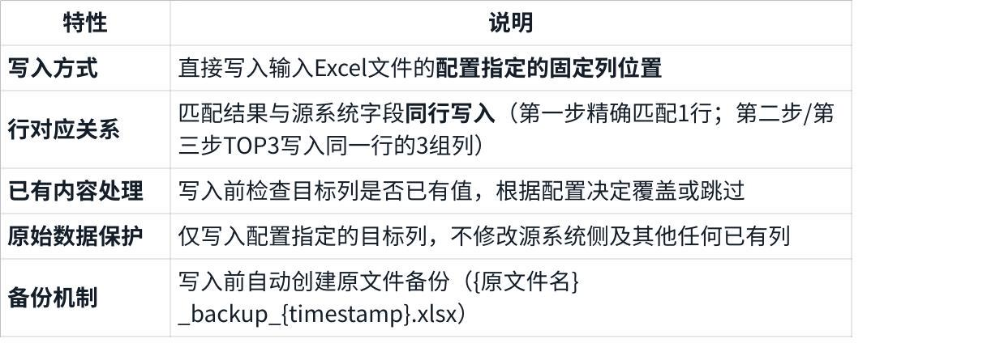 特性 说明
写入方式 直接写入输入Excel文件的配置指定的固定列位置
行对应关系 匹配结果与源系统字段同行写入（第一步精确匹配1行；第二步/第
三步TOP3写入同一行的3组列）
已有内容处理 写入前检查目标列是否已有值，根据配置决定覆盖或跳过
原始数据保护 仅写入配置指定的目标列，不修改源系统侧及其他任何已有列
备份机制 写入前自动创建原文件备份（{原文件名}
_backup_{timestamp}.xlsx）